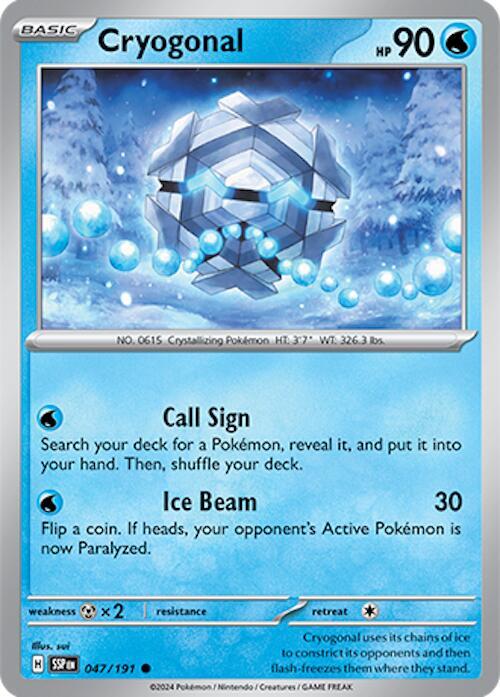 BASIC Cryogonal HP 90
NO. 0615 Crystallizing Pokémon HT: 3'7" WT: 326.3 lbs.
Call Sign
Search your deck for a Pokémon, reveal it, and put it into
your hand. Then, shuffle your deck.
Ice Beam 30
Flip a coin. If heads, your opponent's Active Pokémon is
now Paralyzed.
weakness ×2 resistance retreat
Illus. sui
Cryogonal uses its chains of ice
to constrict its opponents and then
flash-freezes them where they stand.
H SSP EN 047/191
©2024 Pokémon / Nintendo / Creatures / GAME FREAK